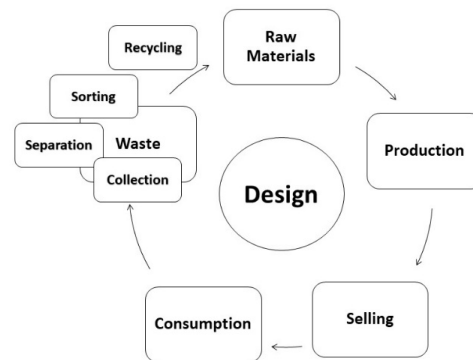 Recycling
Raw
Materials
Sorting
Separation
Waste
Collection
Production
Design
Consumption
Selling